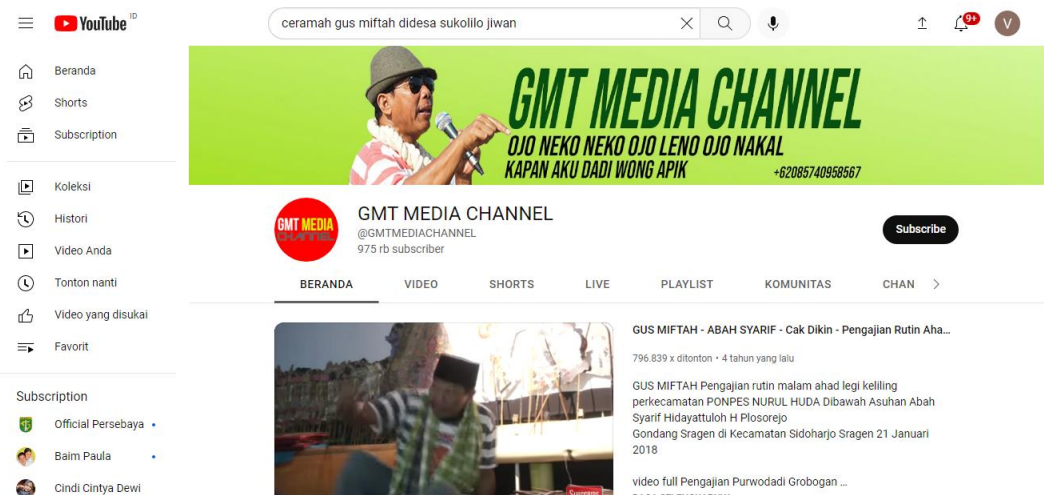 YouTube ID
ceramah gus miftah didesa sukolilo jiwan
9+
V
Beranda
Shorts
Subscription
Koleksi
Histori
Video Anda
Tonton nanti
Video yang disukai
Favorit
Subscription
Official Persebaya
Baim Paula
Cindi Cintya Dewi
GMT MEDIA CHANNEL
OJO NEKO NEKO OJO LENO OJO NAKAL
KAPAN AKU DADI WONG APIK
+62085740958567
GMT MEDIA
CHANNEL
GMT MEDIA CHANNEL
@GMTMEDIACHANNEL
975 rb subscriber
Subscribe
BERANDA VIDEO SHORTS LIVE PLAYLIST KOMUNITAS CHAN
GUS MIFTAH - ABAH SYARIF - Cak Dikin - Pengajian Rutin Aha...
796.839 x ditonton • 4 tahun yang lalu
GUS MIFTAH Pengajian rutin malam ahad legi keliling
perkecamatan PONPES NURUL HUDA Dibawah Asuhan Abah
Syarif Hidayattuloh H Plosorejo
Gondang Sragen di Kecamatan Sidoharjo Sragen 21 Januari
2018
video full Pengajian Purwodadi Grobogan ...